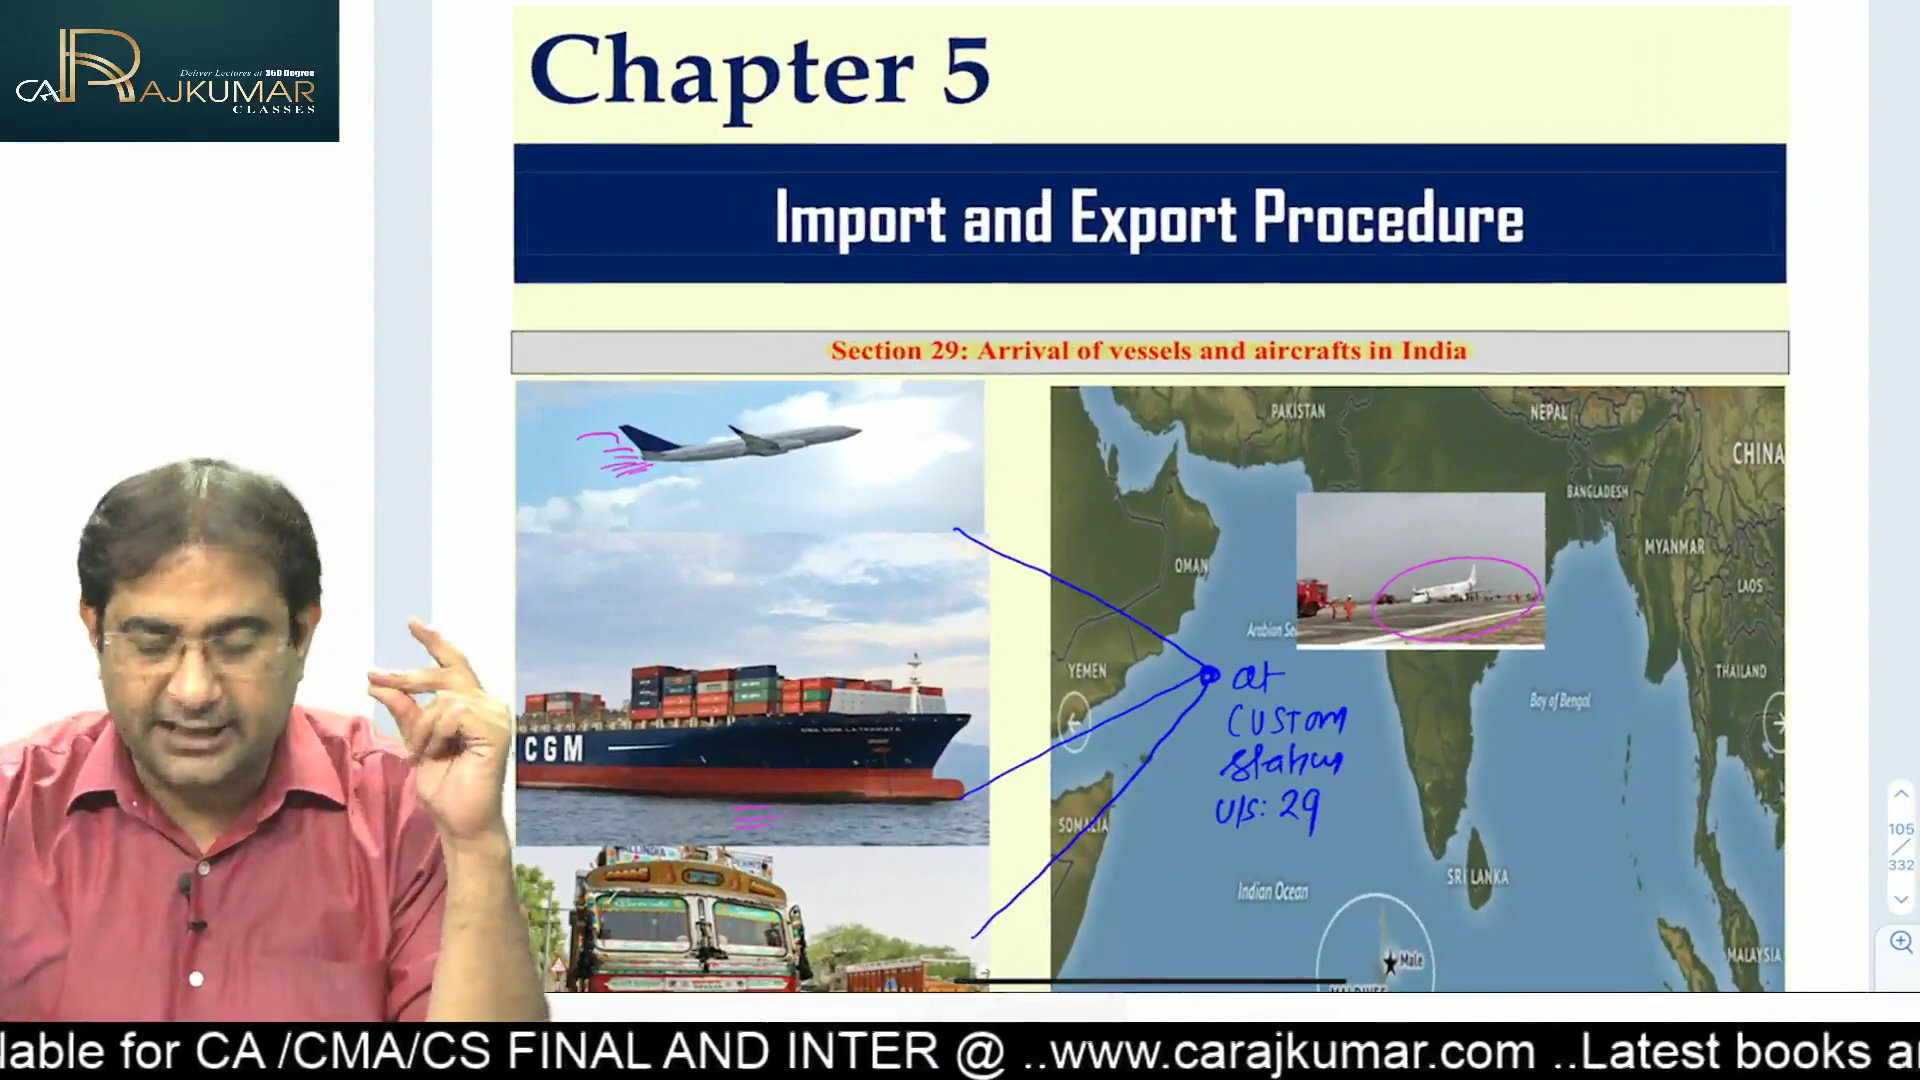 Deliver Lectures at 360 Degree
CA RAJKUMAR
CLASSES
Chapter 5
Import and Export Procedure
Section 29: Arrival of vessels and aircrafts in India
PAKISTAN
NEPAL
CHINA
BANGLADESH
MYANMAR
OMAN
LAOS
Arabian Se
YEMEN
THAILAND
Bay of Bengal
at
CUSTOM
Station
U/S: 29
CGM
SOMALIA
SRI LANKA
Indian Ocean
Male
MALDIVES
MALAYSIA
105
332
lable for CA /CMA/CS FINAL AND INTER @ ..www.carajkumar.com ..Latest books a